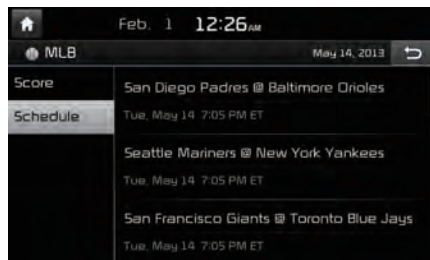 Feb. 1 12:26 AM
MLB
May 14, 2013
Score
Schedule
San Diego Padres @ Baltimore Orioles
Tue, May 14 7:05 PM ET
Seattle Mariners @ New York Yankees
Tue, May 14 7:05 PM ET
San Francisco Giants @ Toronto Blue Jays
Tue, May 14 7:05 PM ET